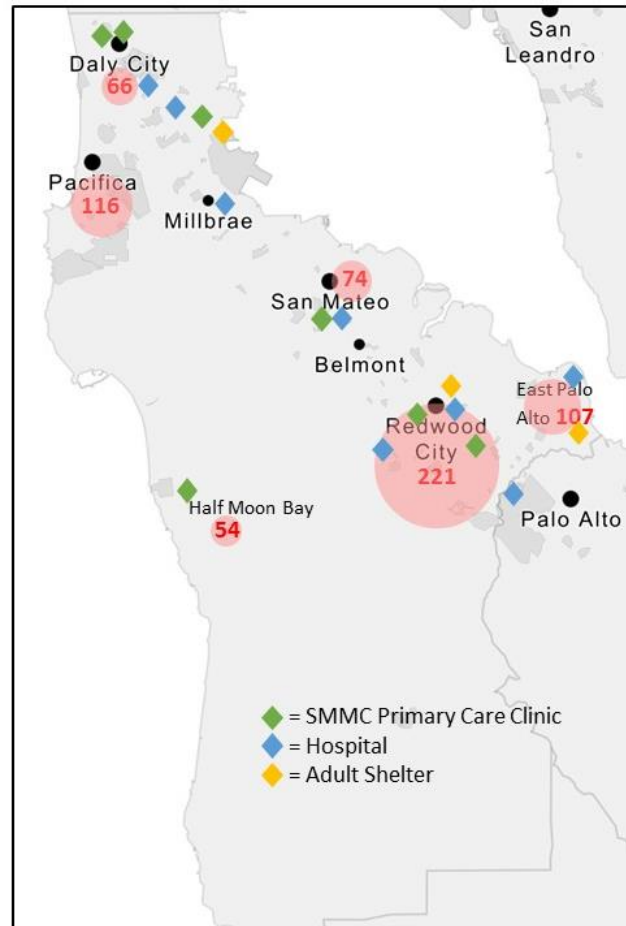 San
Leandro
Daly City
66
Pacifica
116
Millbrae
74
San Mateo
Belmont
East Palo
Alto 107
Redwood
City
221
Palo Alto
Half Moon Bay
54
= SMMC Primary Care Clinic
= Hospital
= Adult Shelter